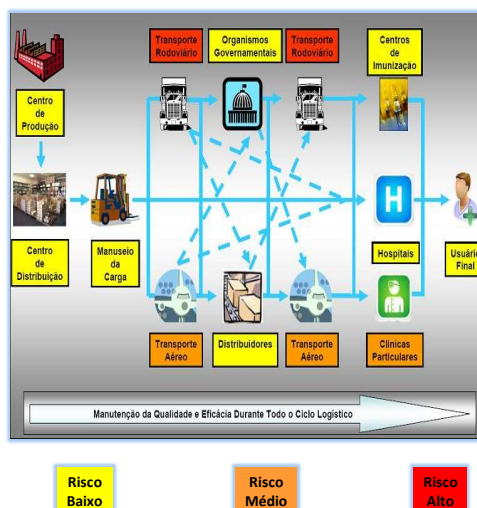 Transporte
Rodoviário
Organismos
Governamentais
Transporte
Rodoviário
Centros
de
Imunização
Centro
de
Produção
H
Centro
de
Distribuição
Manuseio
da
Carga
Hospitais
Usuário
Final
Transporte
Aéreo
Distribuidores
Transporte
Aéreo
Clínicas
Particulares
Manutenção da Qualidade e Eficácia Durante Todo o Ciclo Logístico
Risco
Baixo
Risco
Médio
Risco
Alto